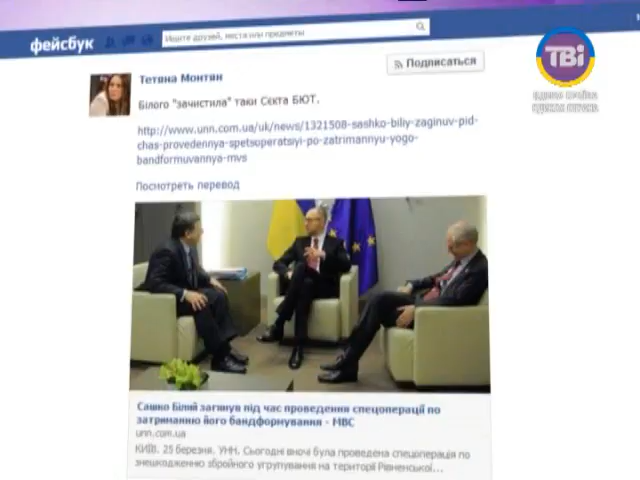 фейсбук
Ищите друзей, места или предметы
ТВі
Подписаться
Тетяна Монтян
Білого "зачистила" таки Секта БЮТ.
http://www.unn.com.ua/uk/news/1321508-sashko-biliy-zaginuv-pid-
chas-provedennya-spetsoperatsiyi-po-zatrimannyu-yogo-
bandformuvannya-mvs
Посмотреть перевод
Сашко Білий загинув під час проведення спецоперації по
затриманню його бандформування - МВС
unn.com.ua
КИЇВ. 25 березня. УНН. Сьогодні вночі була проведена спецоперація по
знешкодженню збройного угрупування на території Рівненської...